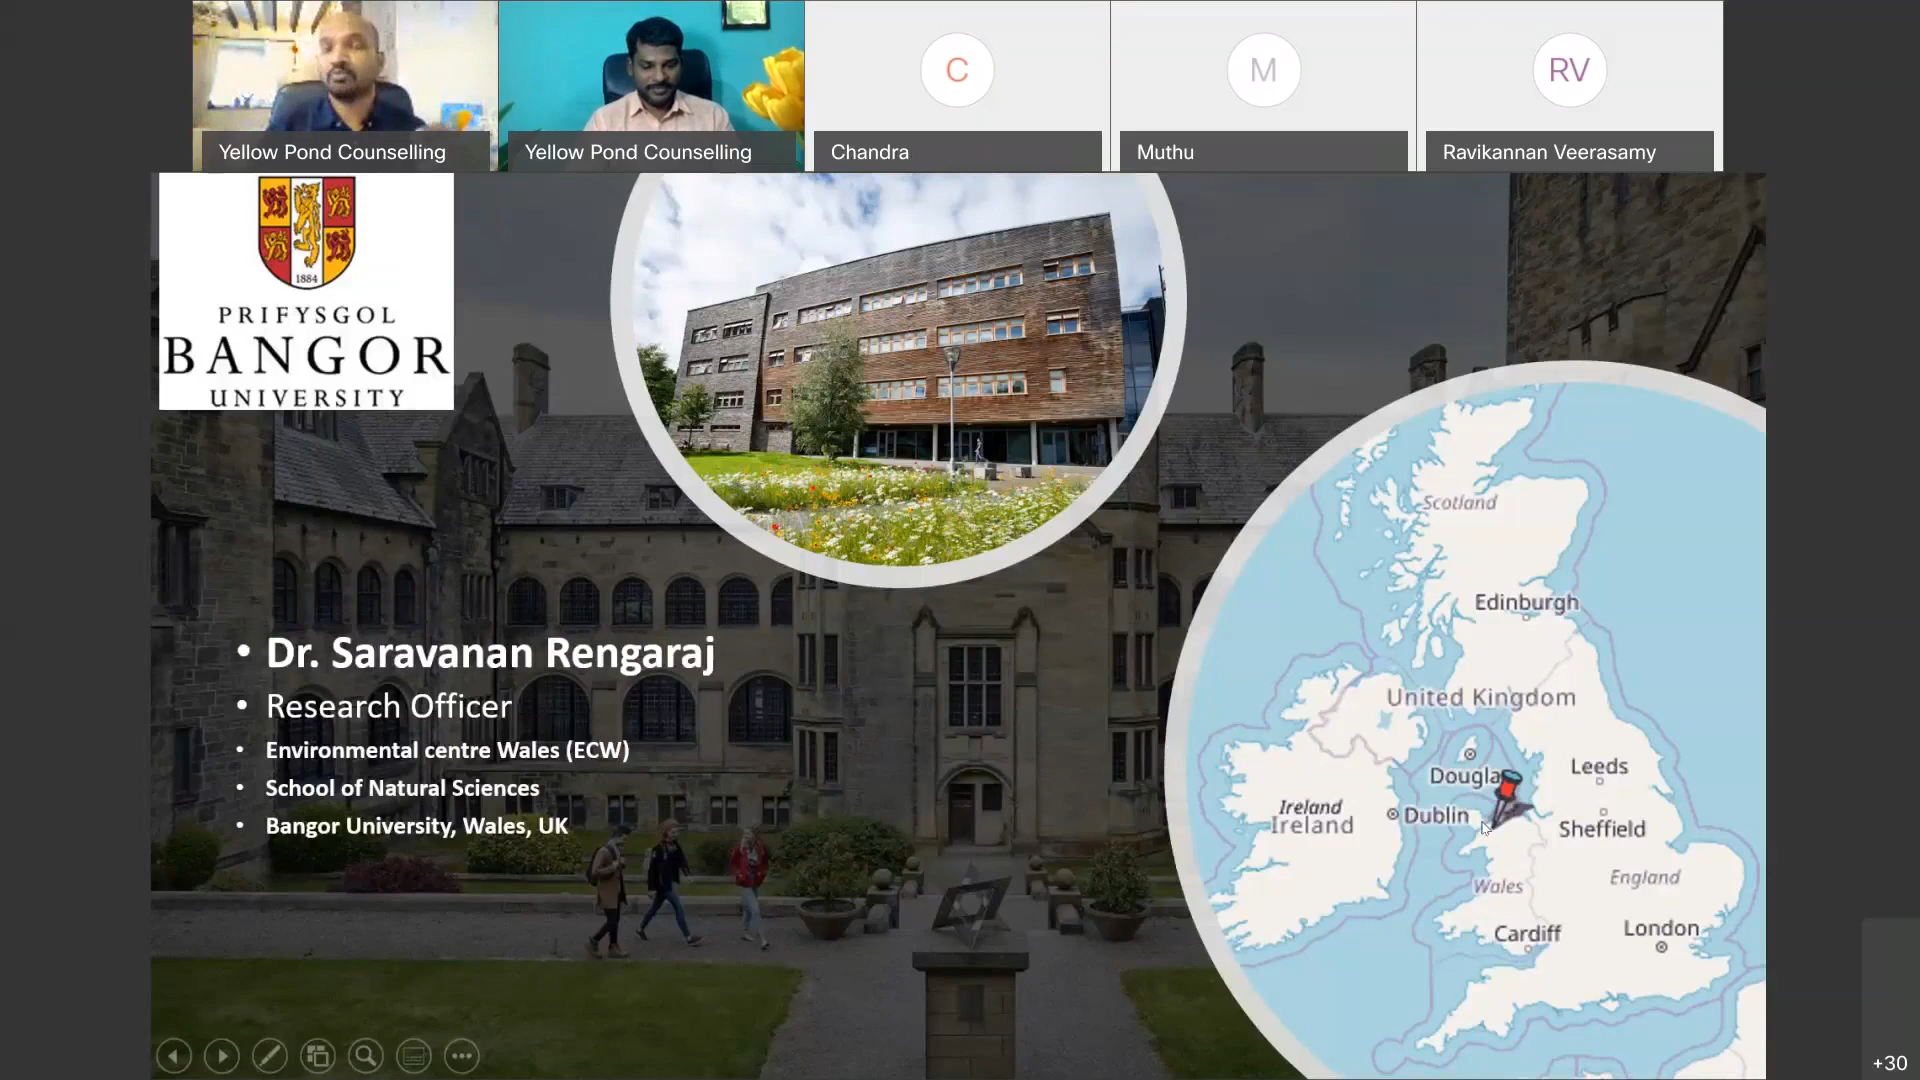 C
M
RV
Yellow Pond Counselling
Yellow Pond Counselling
Chandra
Muthu
Ravikannan Veerasamy
1884
PRIFYSGOL
BANGOR
UNIVERSITY
• Dr. Saravanan Rengaraj
• Research Officer
• Environmental centre Wales (ECW)
• School of Natural Sciences
• Bangor University, Wales, UK
Scotland
Edinburgh
United Kingdom
Leeds
Dougla
Ireland
Ireland
Dublin
Sheffield
Wales
England
Cardiff
London
+30